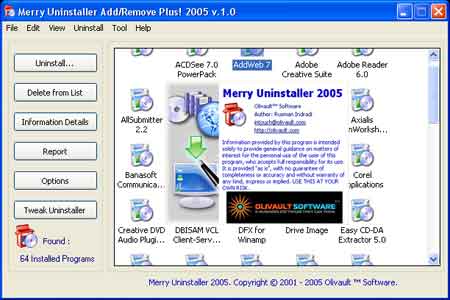 Merry Uninstaller Add/Remove Plus! 2005 v.1.0
File Edit View Uninstall Tool Help
Uninstall...
Delete from List
Information Details
Report
Options
Tweak Uninstaller
Found :
64 Installed Programs
ACDSee 7.0
PowerPack
AddWeb 7
Adobe
Creative Suite
Adobe Reader
6.0
AllSubmitter
2.2
Merry Uninstaller 2005
Olivault™ Software
Author: Rusman Indradi
intouch@olivault.com
http://olivault.com
Axialis
Information provided by this program is intended
solely to provide general guidance on matters of
interest for the personal use of the user of this
program, who accepts full responsibility for its use.
It is provided "as is", with no guarantee of
completeness or accuracy and without warranty of
any kind, express or implied. USE THIS AT YOUR
OWN RISK.
Banasoft
Communica...
Corel
Applications
OLIVAULT SOFTWARE
Creative DVD
Audio Plugi...
DBISAM VCL
Client-Serv...
DFX for
Winamp
Drive Image
Easy CD-DA
Extractor 5.0
Merry Uninstaller 2005. Copyright © 2001 - 2005 Olivault ™ Software.